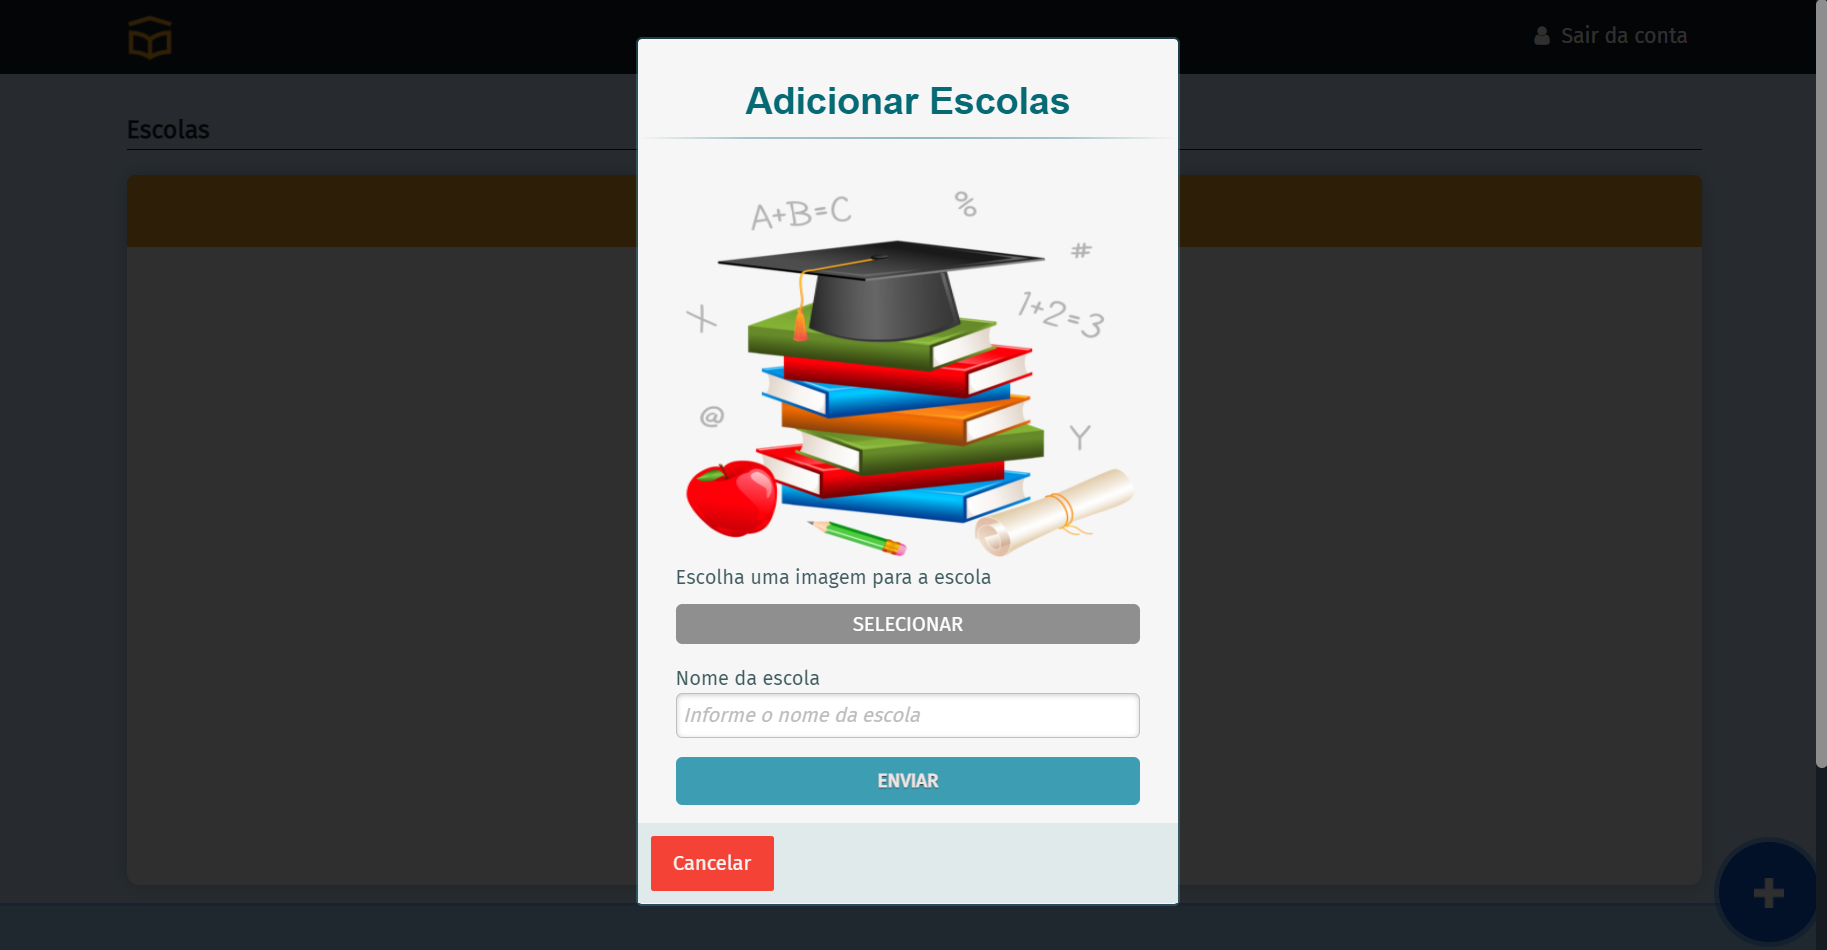 Sair da conta
Escolas
Adicionar Escolas
A+B=C
%
#
X
1+2=3
@
Y
Escolha uma imagem para a escola
SELECIONAR
Nome da escola
Informe o nome da escola
ENVIAR
Cancelar